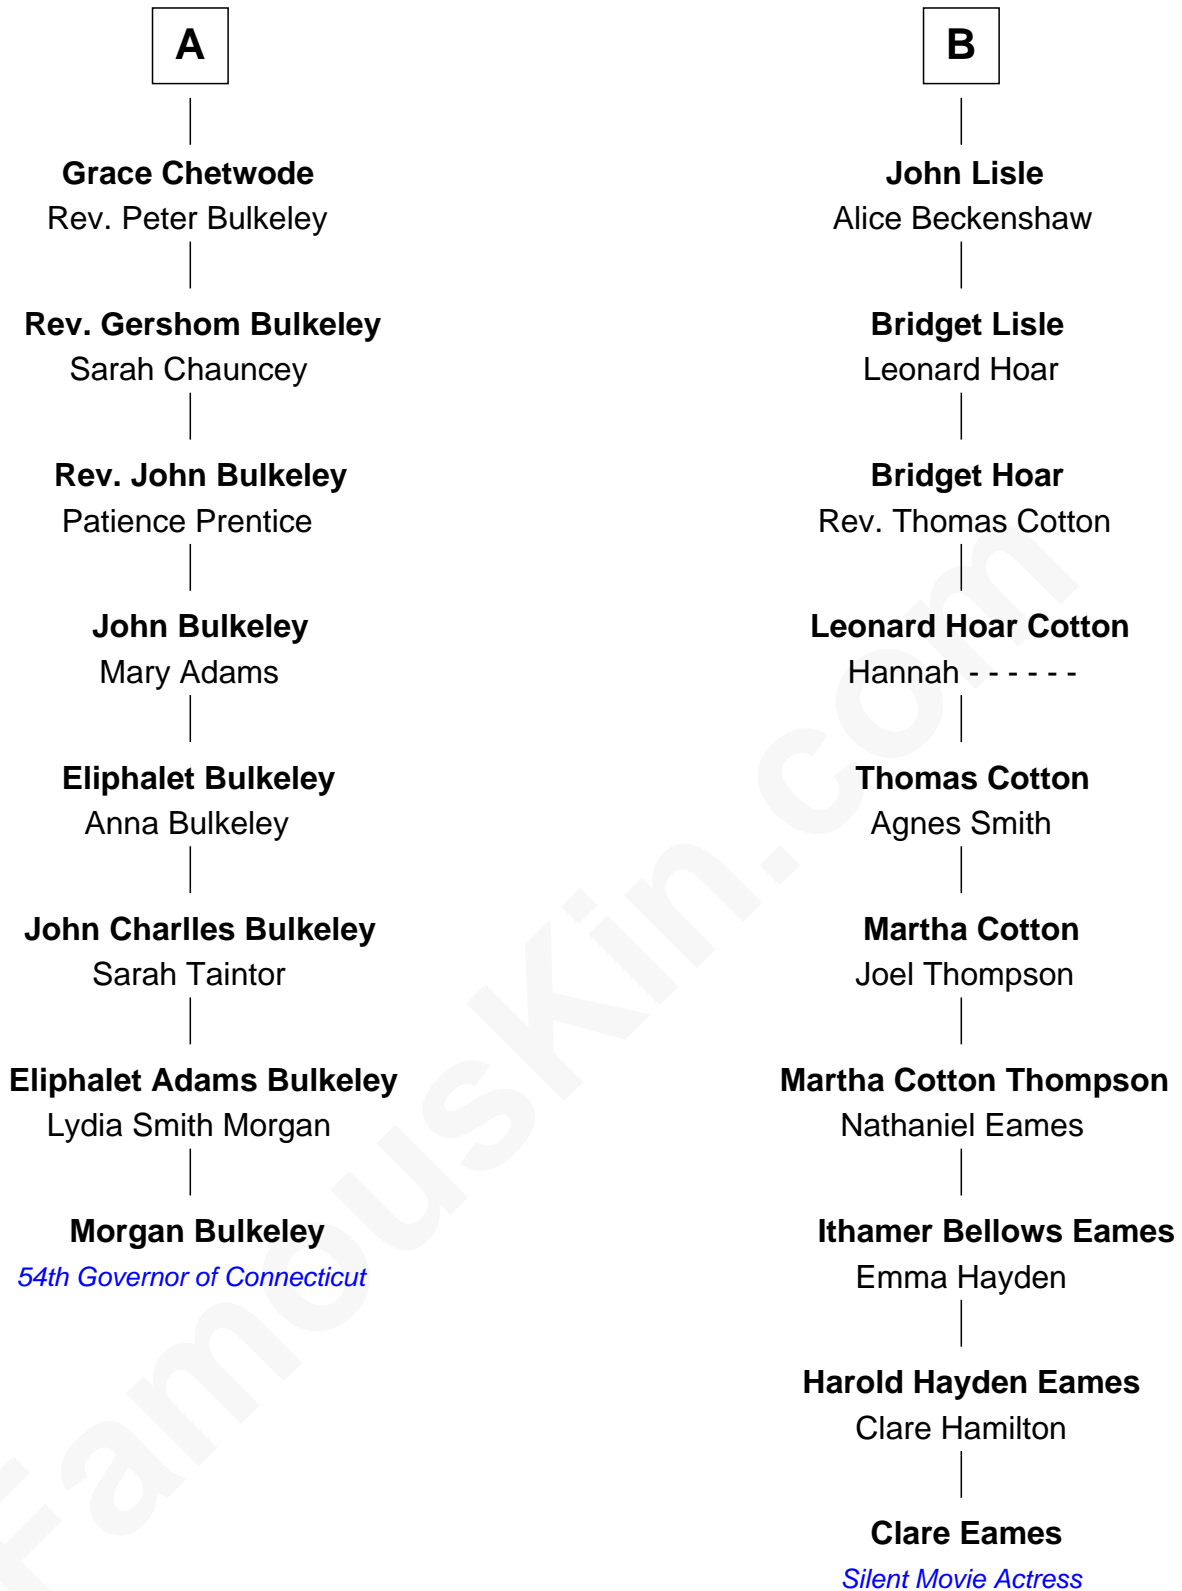 A
Grace Chetwode
Rev. Peter Bulkeley
Rev. Gershom Bulkeley
Sarah Chauncey
Rev. John Bulkeley
Patience Prentice
John Bulkeley
Mary Adams
Eliphalet Bulkeley
Anna Bulkeley
John Charlles Bulkeley
Sarah Taintor
Eliphalet Adams Bulkeley
Lydia Smith Morgan
Morgan Bulkeley
54th Governor of Connecticut
B
John Lisle
Alice Beckenshaw
Bridget Lisle
Leonard Hoar
Bridget Hoar
Rev. Thomas Cotton
Leonard Hoar Cotton
Hannah - - - - - -
Thomas Cotton
Agnes Smith
Martha Cotton
Joel Thompson
Martha Cotton Thompson
Nathaniel Eames
Ithamer Bellows Eames
Emma Hayden
Harold Hayden Eames
Clare Hamilton
Clare Eames
Silent Movie Actress
FamousKin.com